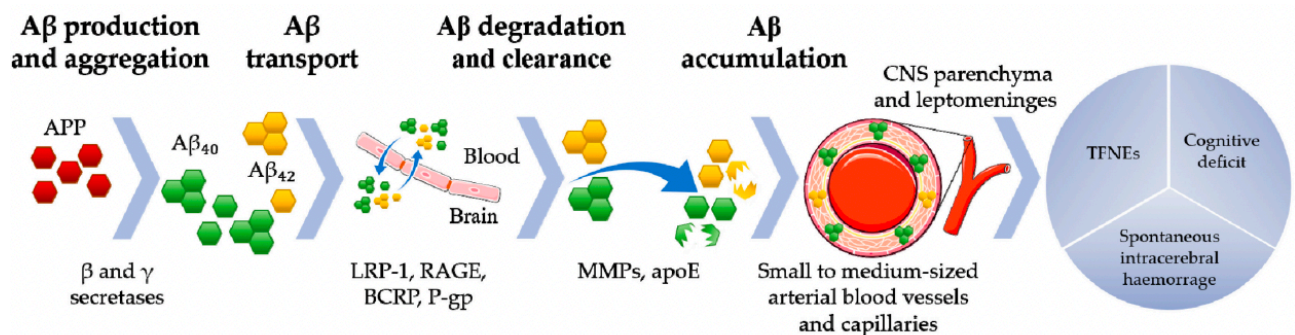 Aβ production
and aggregation
Aβ
transport
Aβ degradation
and clearance
Aβ
accumulation
APP
Aβ40
Aβ42
β and γ
secretases
Blood
Brain
LRP-1, RAGE,
BCRP, P-gp
MMPs, apoE
CNS parenchyma
and leptomeninges
Small to medium-sized
arterial blood vessels
and capillaries
TFNEs
Cognitive
deficit
Spontaneous
intracerebral
haemorrage